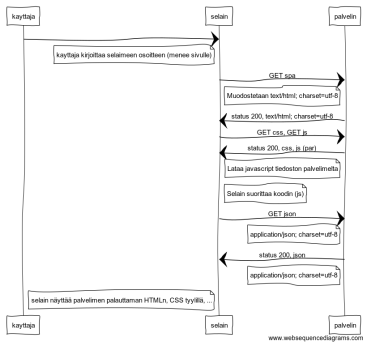 kayttaja selain palvelin
kayttaja kirjoittaa selaimeen osoitteen (menee sivulle)
GET spa
Muodostetaan text/html; charset=utf-8
status 200, text/html; charset=utf-8
GET css, GET js
status 200, css, js (par)
Lataa javascript tiedoston palvelimelta
Selain suorittaa koodin (js)
GET json
application/json; charset=utf-8
status 200, json
application/json; charset=utf-8
selain näyttää palvelimen palauttaman HTMLn, CSS tyylillä, ...
kayttaja selain palvelin
www.websequencediagrams.com